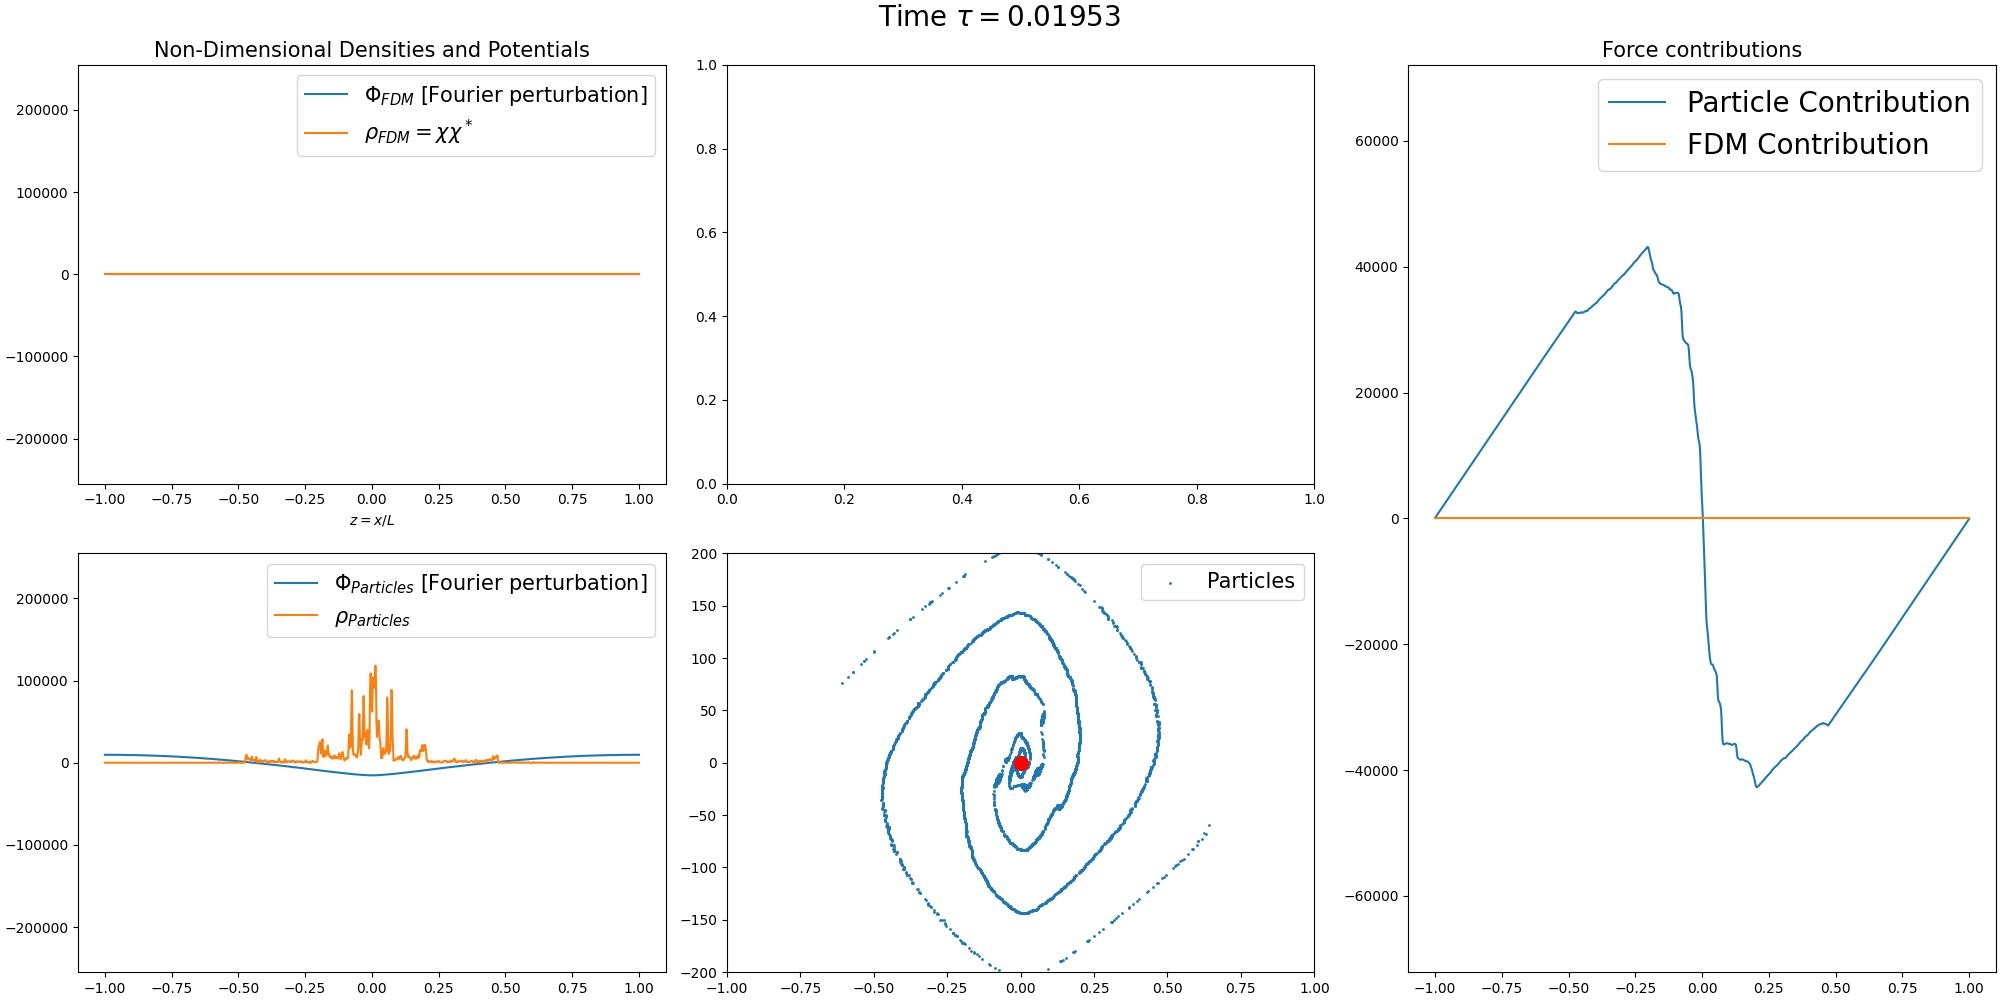 Time τ = 0.01953
Non-Dimensional Densities and Potentials
Φ_FDM [Fourier perturbation]
ρ_FDM = χχ*
200000
100000
0
−100000
−200000
−1.00 −0.75 −0.50 −0.25 0.00 0.25 0.50 0.75 1.00
z = x/L
1.0
0.8
0.6
0.4
0.2
0.0
0.0 0.2 0.4 0.6 0.8 1.0
Force contributions
Particle Contribution
FDM Contribution
60000
40000
20000
0
−20000
−40000
−60000
−1.00 −0.75 −0.50 −0.25 0.00 0.25 0.50 0.75 1.00
Φ_Particles [Fourier perturbation]
ρ_Particles
200000
100000
0
−100000
−200000
−1.00 −0.75 −0.50 −0.25 0.00 0.25 0.50 0.75 1.00
Particles
200
150
100
50
0
−50
−100
−150
−200
−1.00 −0.75 −0.50 −0.25 0.00 0.25 0.50 0.75 1.00